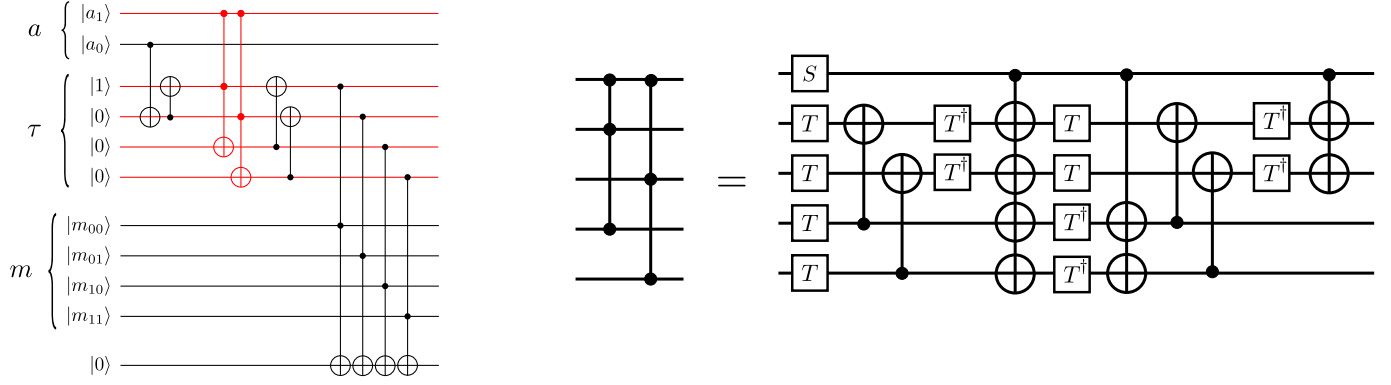 a
|a₁⟩
|a₀⟩
τ
|1⟩
|0⟩
|0⟩
|0⟩
m
|m₀₀⟩
|m₀₁⟩
|m₁₀⟩
|m₁₁⟩
|0⟩
=
S
T T† T T†
T T† T T†
T T†
T T†